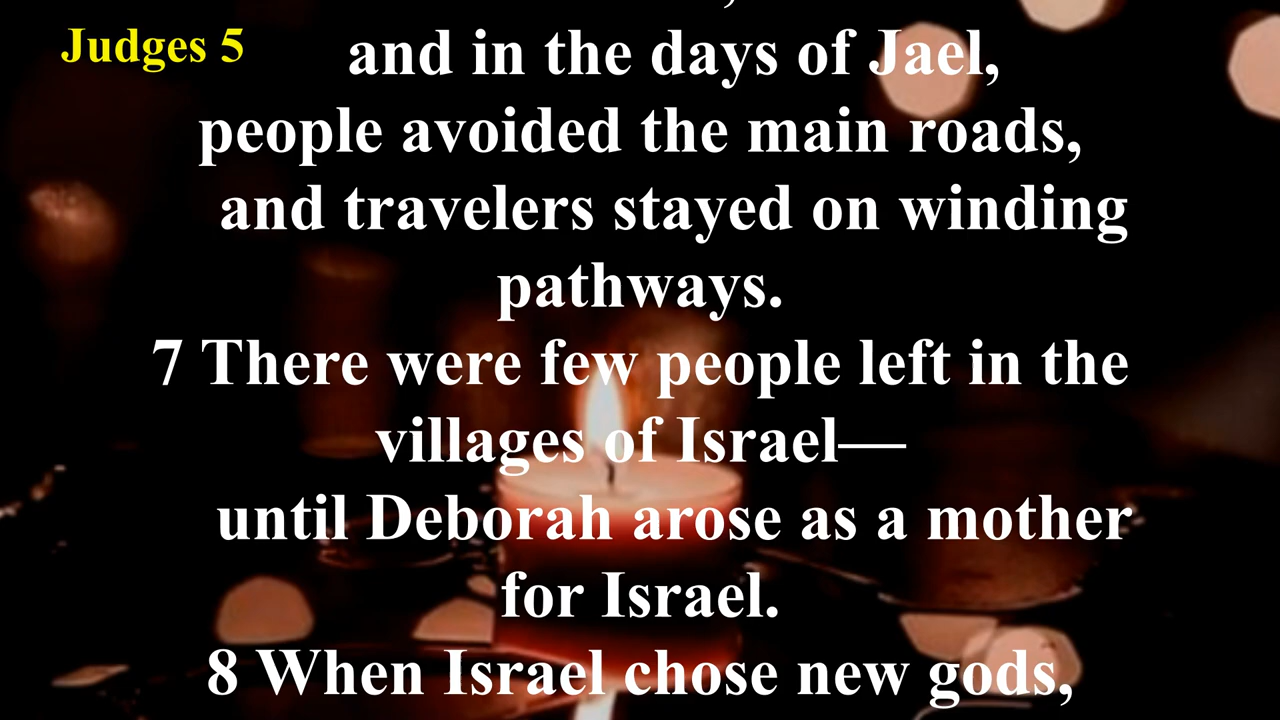 Judges 5
and in the days of Jael,
people avoided the main roads,
and travelers stayed on winding
pathways.
7 There were few people left in the
villages of Israel—
until Deborah arose as a mother
for Israel.
8 When Israel chose new gods,